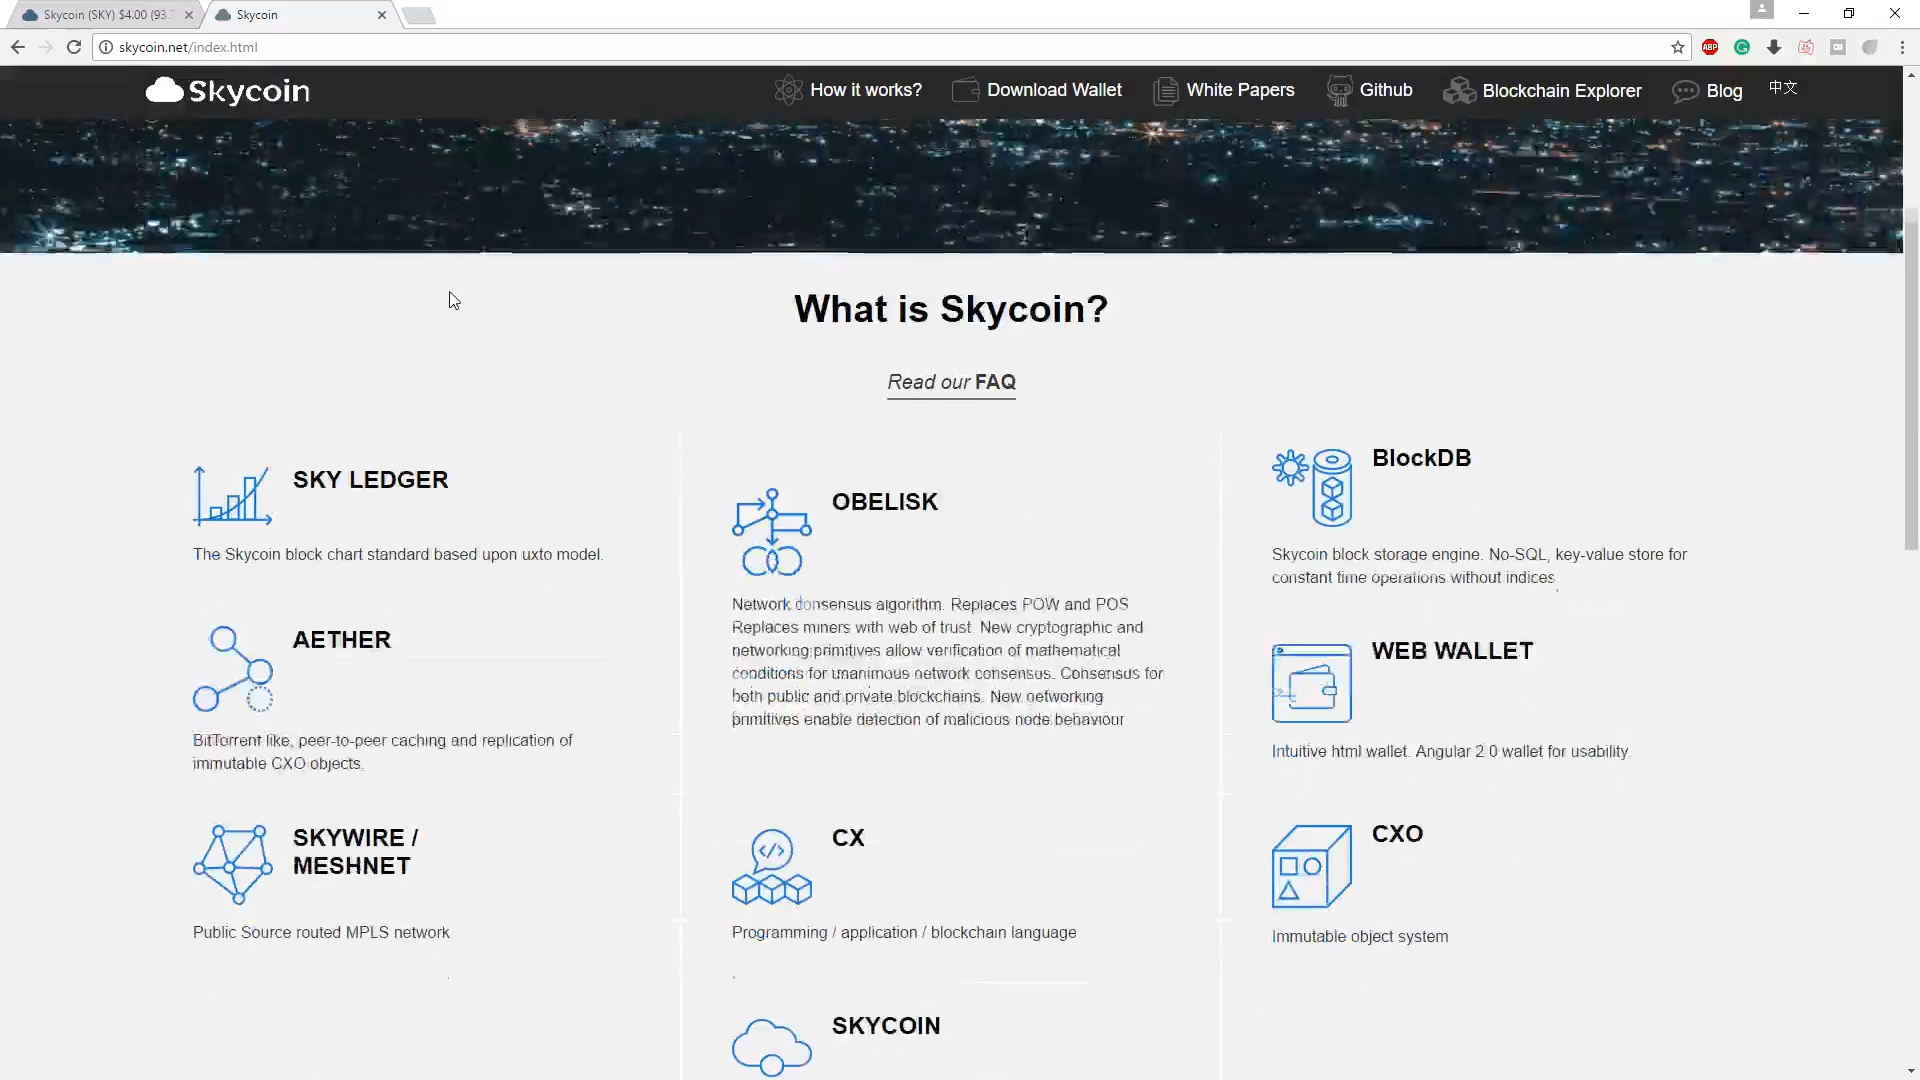 Skycoin (SKY) $4.00 (93.7
Skycoin
skycoin.net/index.html
ABP
Skycoin
How it works?
Download Wallet
White Papers
Github
Blockchain Explorer
Blog
中文
What is Skycoin?
Read our FAQ
SKY LEDGER
The Skycoin block chart standard based upon uxto model.
AETHER
BitTorrent like, peer-to-peer caching and replication of
immutable CXO objects.
SKYWIRE /
MESHNET
Public Source routed MPLS network
OBELISK
Network consensus algorithm. Replaces POW and POS
Replaces miners with web of trust. New cryptographic and
networking primitives allow verification of mathematical
conditions for unanimous network consensus. Consensus for
both public and private blockchains. New networking
primitives enable detection of malicious node behaviour
CX
Programming / application / blockchain language
.
SKYCOIN
BlockDB
Skycoin block storage engine. No-SQL, key-value store for
constant time operations without indices.
WEB WALLET
Intuitive html wallet. Angular 2.0 wallet for usability.
CXO
Immutable object system